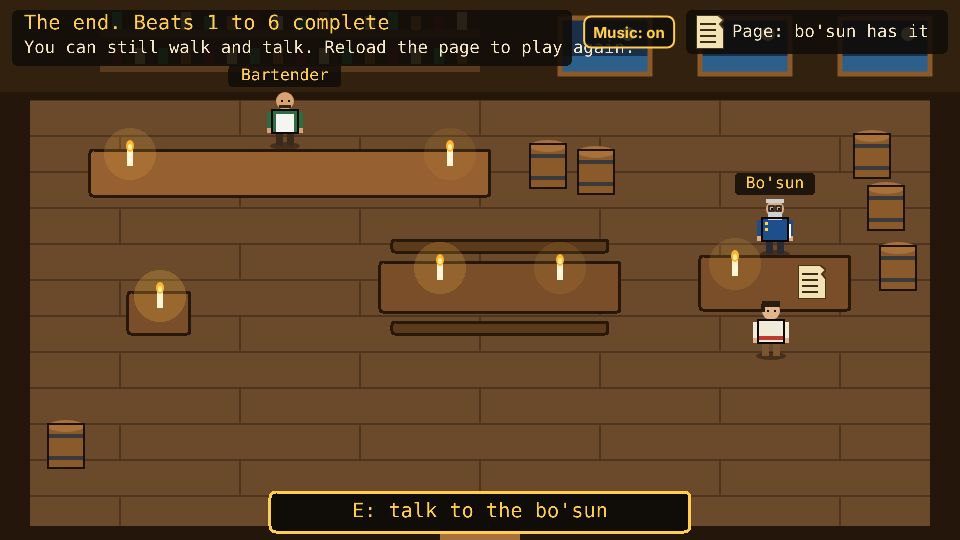 The end. Beats 1 to 6 complete
You can still walk and talk. Reload the page to play again.
Music: on
Page: bo'sun has it
Bartender
Bo'sun
E: talk to the bo'sun